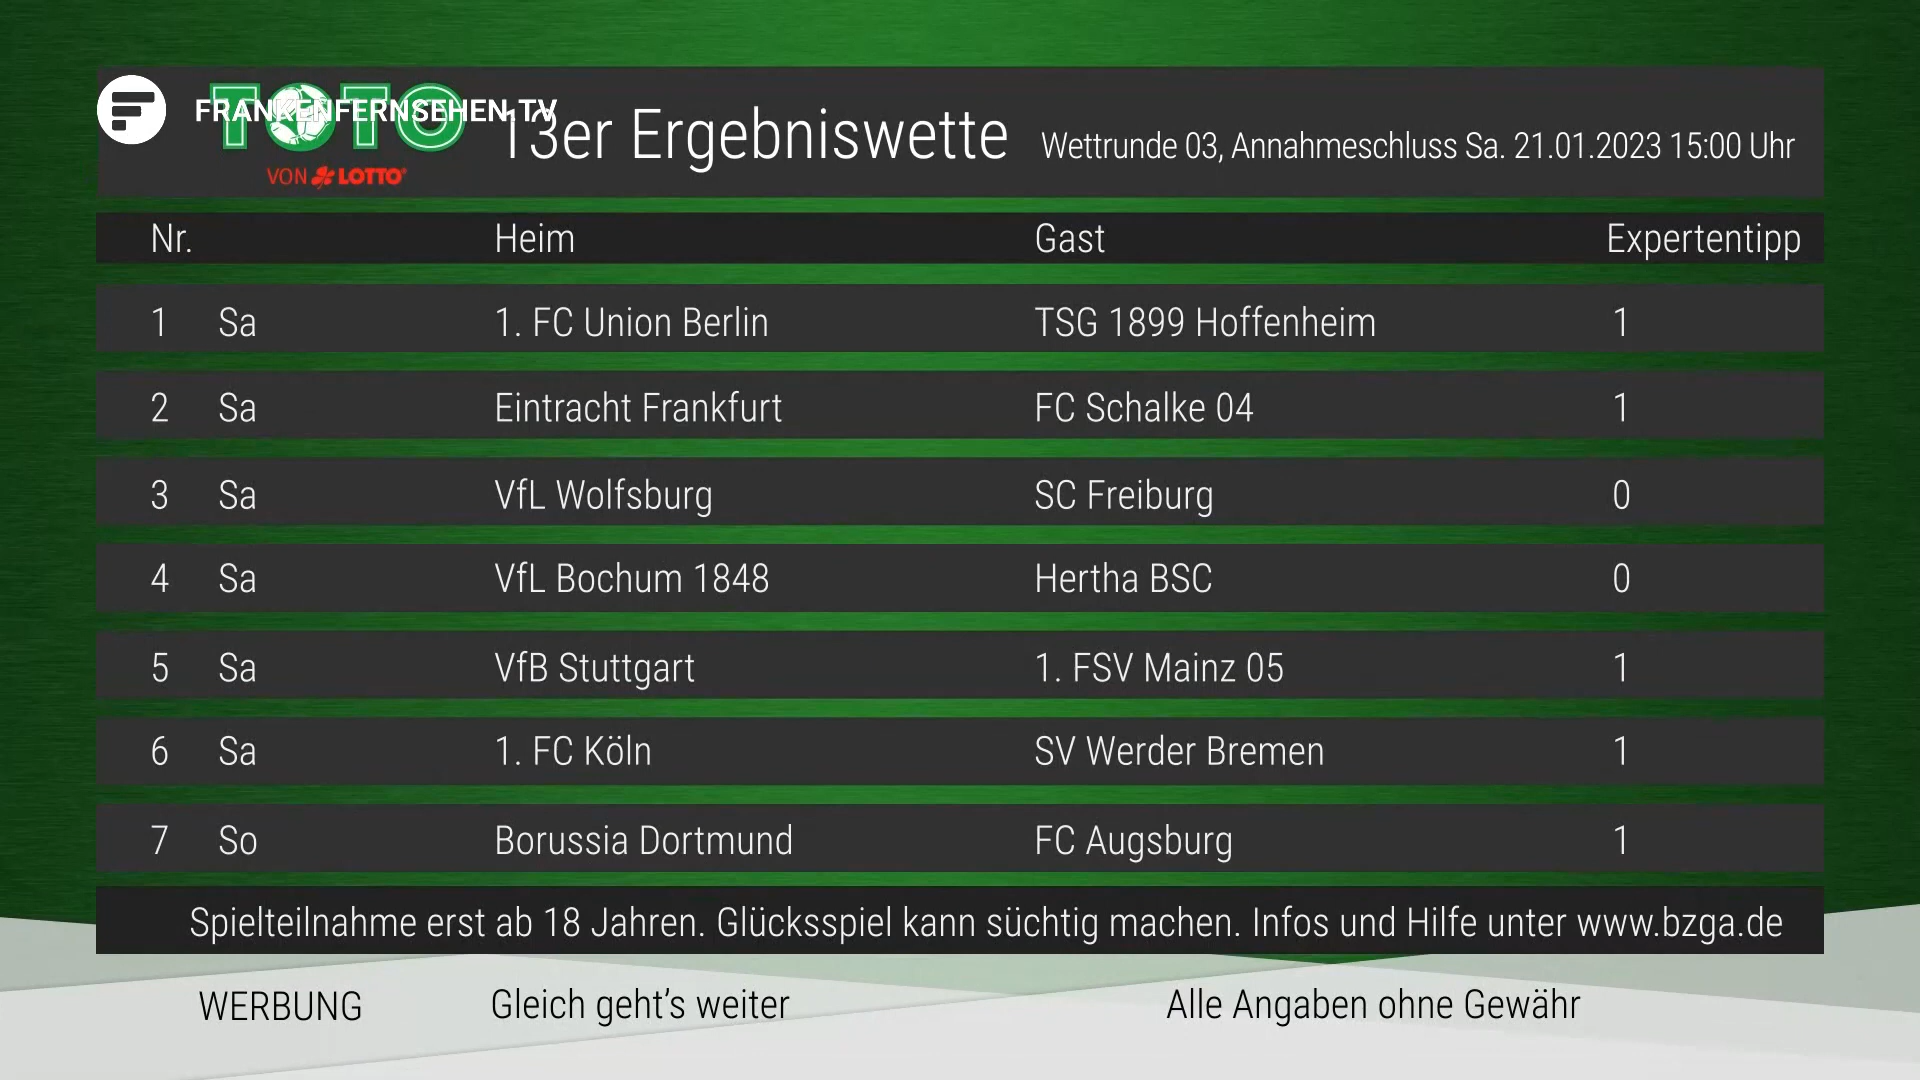 FRANKENFERNSEHEN.TV
TOTO
VON LOTTO
13er Ergebniswette Wettrunde 03, Annahmeschluss Sa. 21.01.2023 15:00 Uhr
Nr. Heim Gast Expertentipp
1 Sa 1. FC Union Berlin TSG 1899 Hoffenheim 1
2 Sa Eintracht Frankfurt FC Schalke 04 1
3 Sa VfL Wolfsburg SC Freiburg 0
4 Sa VfL Bochum 1848 Hertha BSC 0
5 Sa VfB Stuttgart 1. FSV Mainz 05 1
6 Sa 1. FC Köln SV Werder Bremen 1
7 So Borussia Dortmund FC Augsburg 1
Spielteilnahme erst ab 18 Jahren. Glücksspiel kann süchtig machen. Infos und Hilfe unter www.bzga.de
WERBUNG Gleich geht's weiter Alle Angaben ohne Gewähr